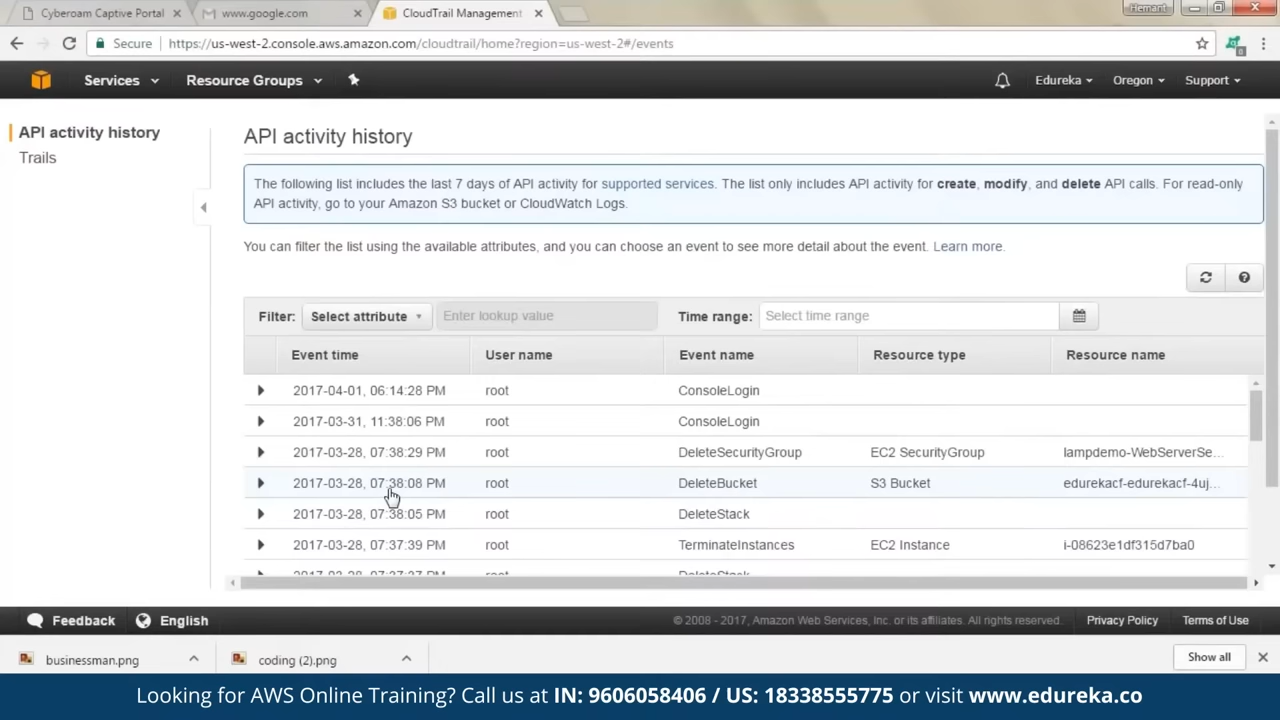 Cyberoam Captive Portal
www.google.com
CloudTrail Management
Hemant
Secure https://us-west-2.console.aws.amazon.com/cloudtrail/home?region=us-west-2#/events
Services Resource Groups Edureka Oregon Support
API activity history
Trails
API activity history
The following list includes the last 7 days of API activity for supported services. The list only includes API activity for create, modify, and delete API calls. For read-only
API activity, go to your Amazon S3 bucket or CloudWatch Logs.
You can filter the list using the available attributes, and you can choose an event to see more detail about the event. Learn more.
Filter: Select attribute Enter lookup value Time range: Select time range
Event time User name Event name Resource type Resource name
2017-04-01, 06:14:28 PM root ConsoleLogin
2017-03-31, 11:38:06 PM root ConsoleLogin
2017-03-28, 07:38:29 PM root DeleteSecurityGroup EC2 SecurityGroup lampdemo-WebServerSe...
2017-03-28, 07:38:08 PM root DeleteBucket S3 Bucket edurekacf-edurekacf-4uj...
2017-03-28, 07:38:05 PM root DeleteStack
2017-03-28, 07:37:39 PM root TerminateInstances EC2 Instance i-08623e1df315d7ba0
2017-03-28, 07:37:37 PM root DeleteStack
Feedback English © 2008 - 2017, Amazon Web Services, Inc. or its affiliates. All rights reserved. Privacy Policy Terms of Use
businessman.png coding (2).png Show all
Looking for AWS Online Training? Call us at IN: 9606058406 / US: 18338555775 or visit www.edureka.co